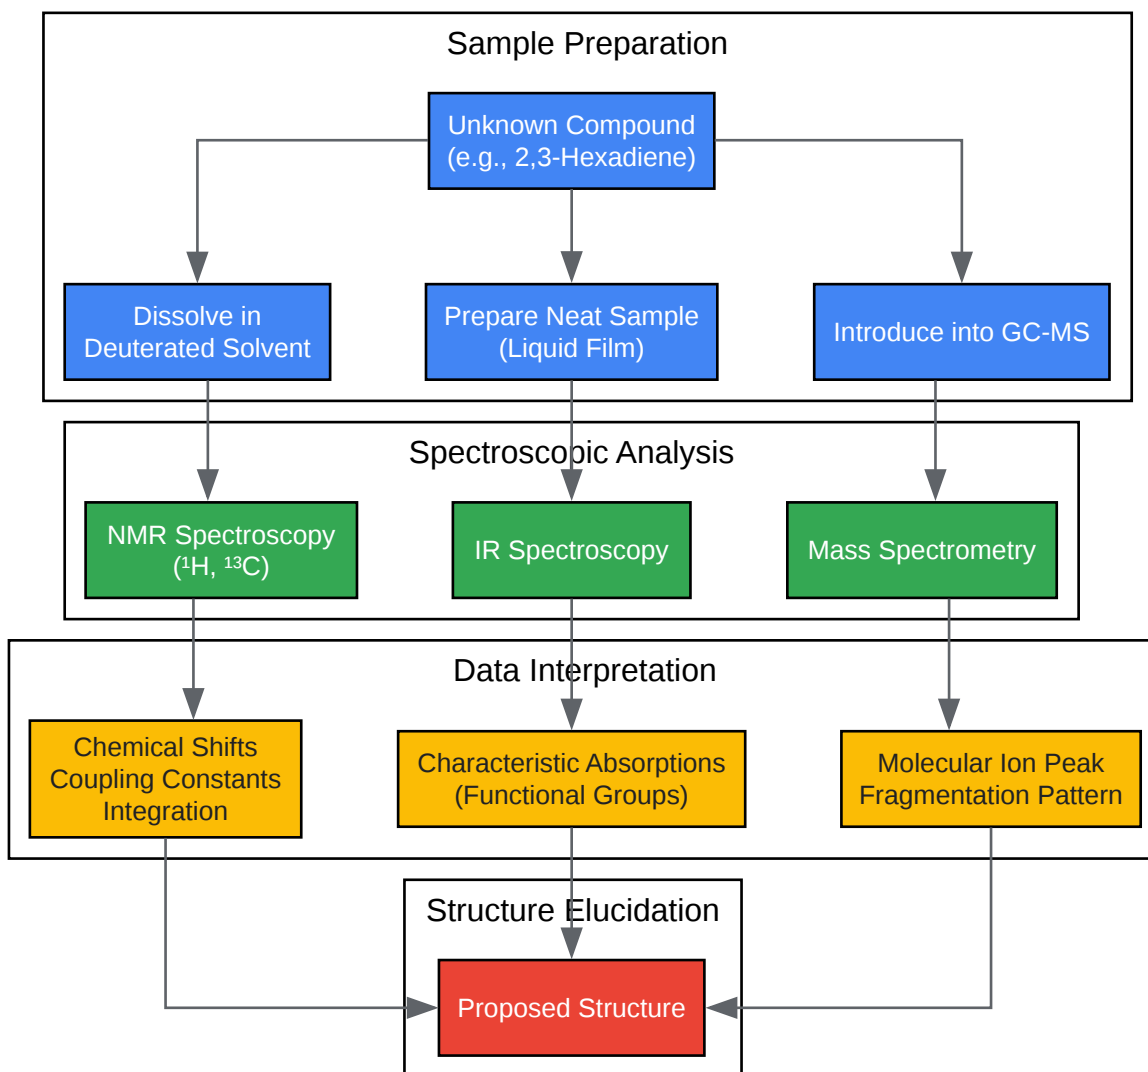 Sample Preparation
Unknown Compound
(e.g., 2,3-Hexadiene)
Dissolve in
Deuterated Solvent
Prepare Neat Sample
(Liquid Film)
Introduce into GC-MS
Spectroscopic Analysis
NMR Spectroscopy
(¹H, ¹³C)
IR Spectroscopy
Mass Spectrometry
Data Interpretation
Chemical Shifts
Coupling Constants
Integration
Characteristic Absorptions
(Functional Groups)
Molecular Ion Peak
Fragmentation Pattern
Structure Elucidation
Proposed Structure